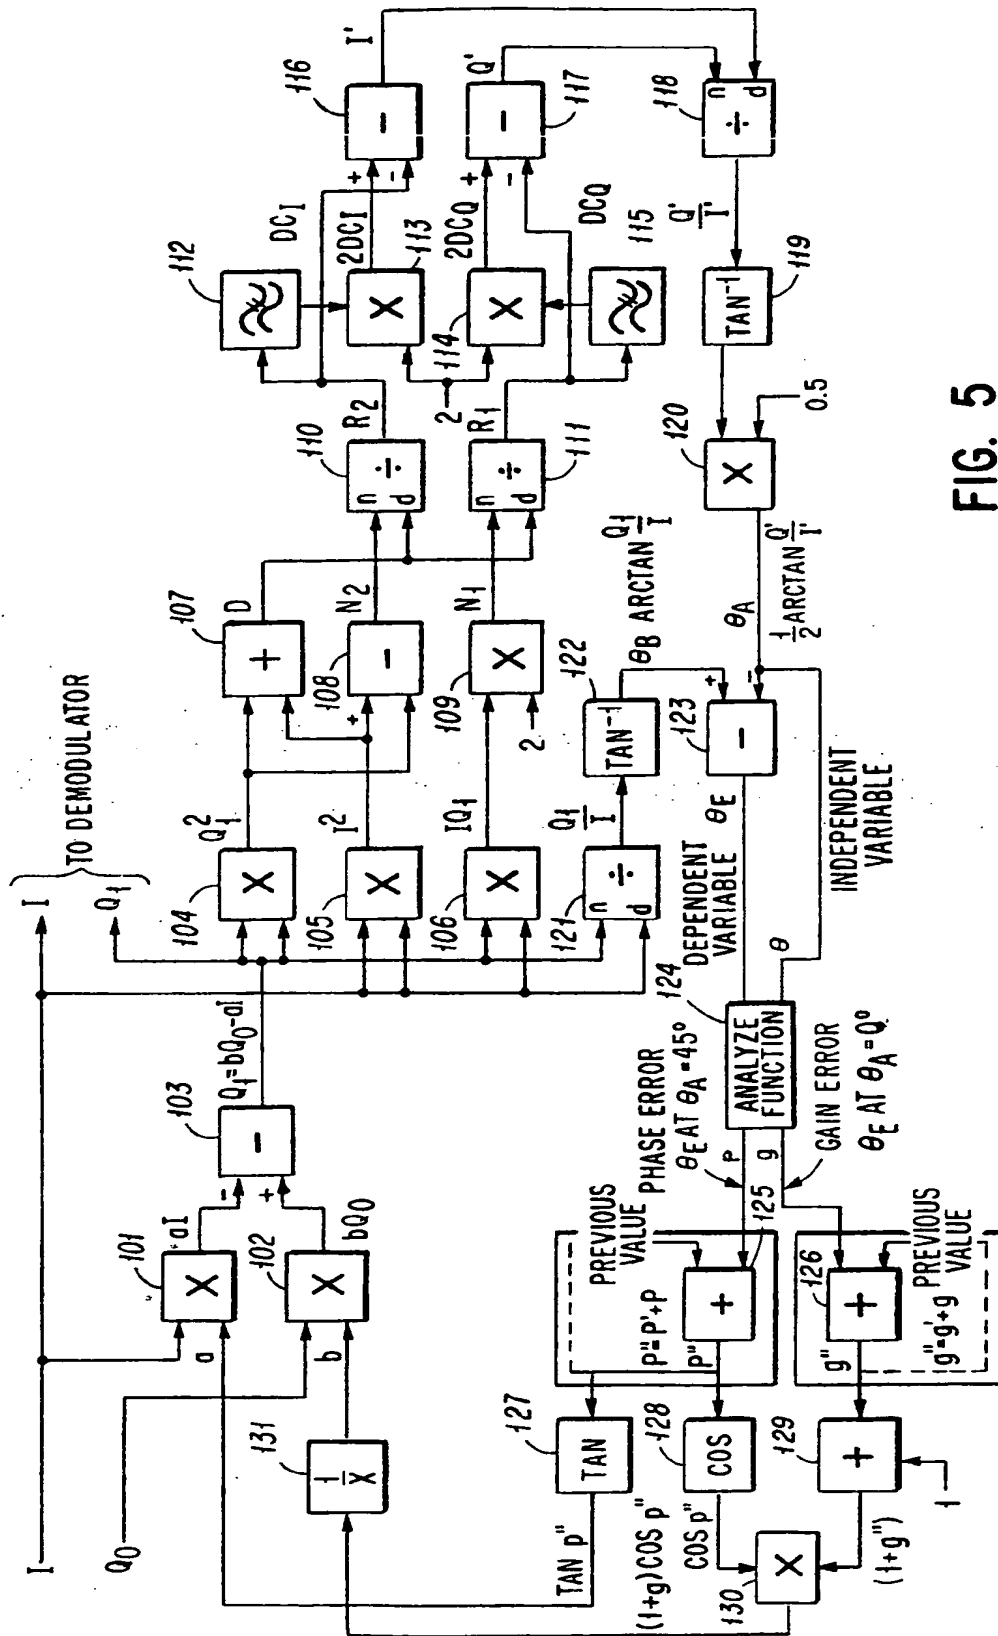 I
Q0
131
1/X
a
b
101
X
aI
102
X
bQ0
-
+
103
-
Q1=bQ0-aI
I
Q1
TO DEMODULATOR
104
X
Q1²
105
X
I²
106
X
IQ1
121
÷
n
d
Q1/I
107
+
D
108
-
+
N2
109
X
2
N1
122
TAN⁻¹
θB ARCTAN Q1/I
110
n
÷
d
R2
111
n
÷
d
R1
2
112
DCI
113
X
2DCI
114
X
2DCQ
115
DCQ
116
+
-
-
I'
117
+
-
-
Q'
118
n
÷
d
Q'/I'
119
TAN⁻¹
120
X
0.5
θA
1/2 ARCTAN Q'/I'
123
+
-
-
θE
DEPENDENT
VARIABLE
INDEPENDENT
VARIABLE
θ
124
ANALYZE
FUNCTION
PHASE ERROR
θE AT θA=45°
p
g
GAIN ERROR
θE AT θA=0°
125
PREVIOUS
VALUE
+
p"=p'+p
p"
126
PREVIOUS
VALUE
+
g"=g'+g
g"
127
TAN
TAN p"
128
COS
COS p"
(1+g)COS p"
129
+
1
(1+g")
130
X
FIG. 5